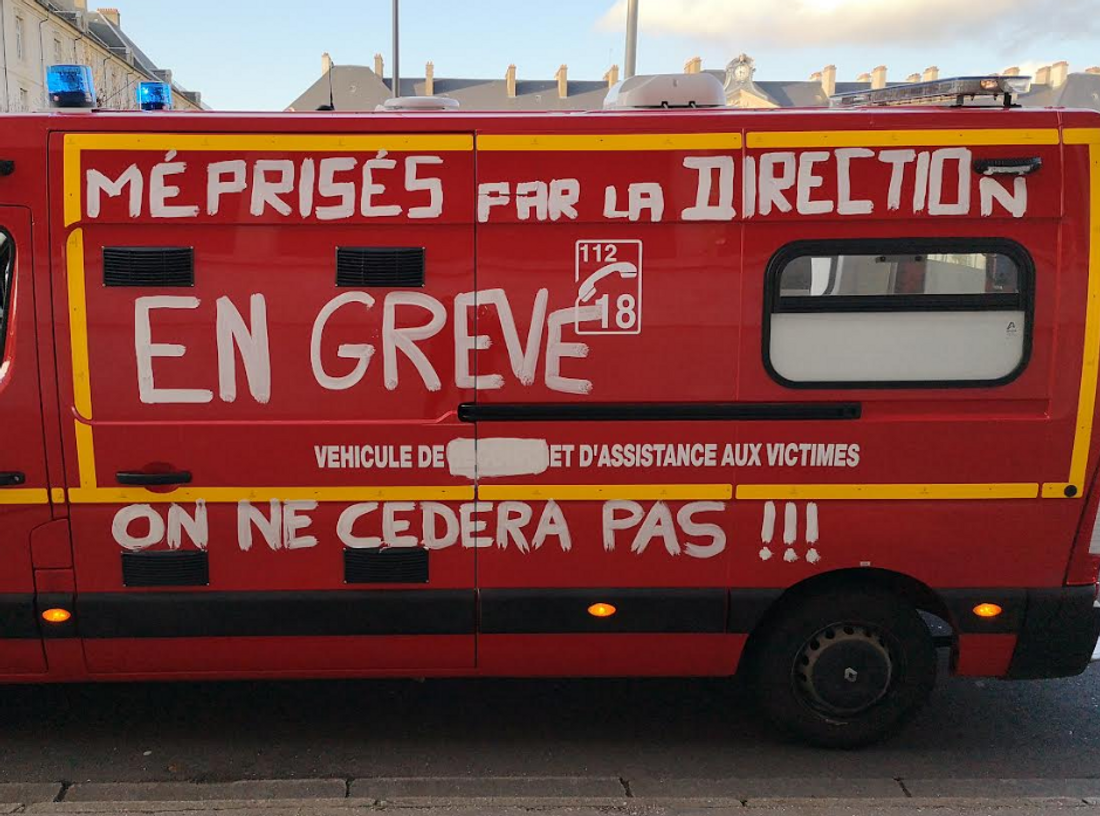 MÉPRISÉS PAR LA DIRECTION
EN GREVE
112
18
VEHICULE DE ET D'ASSISTANCE AUX VICTIMES
ON NE CEDERA PAS !!!